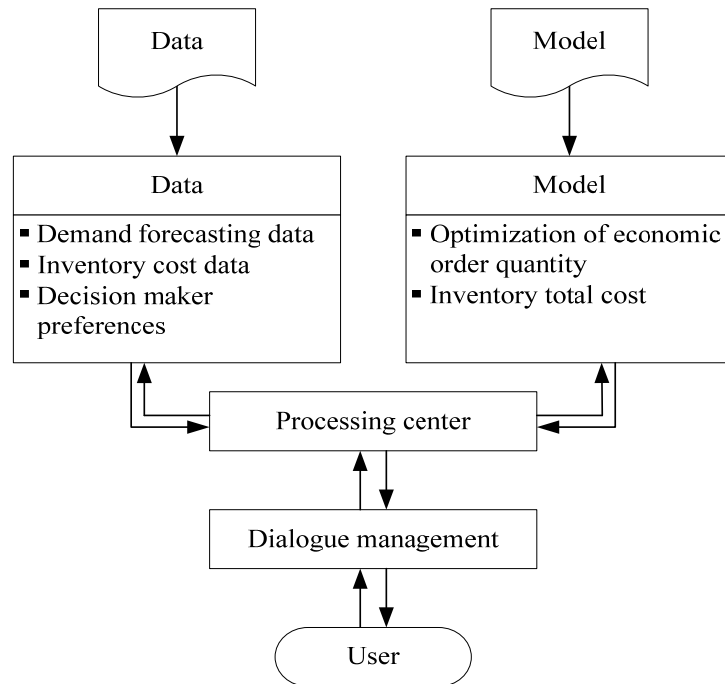 Data
Model
Data
▪ Demand forecasting data
▪ Inventory cost data
▪ Decision maker
preferences
Model
▪ Optimization of economic
order quantity
▪ Inventory total cost
Processing center
Dialogue management
User